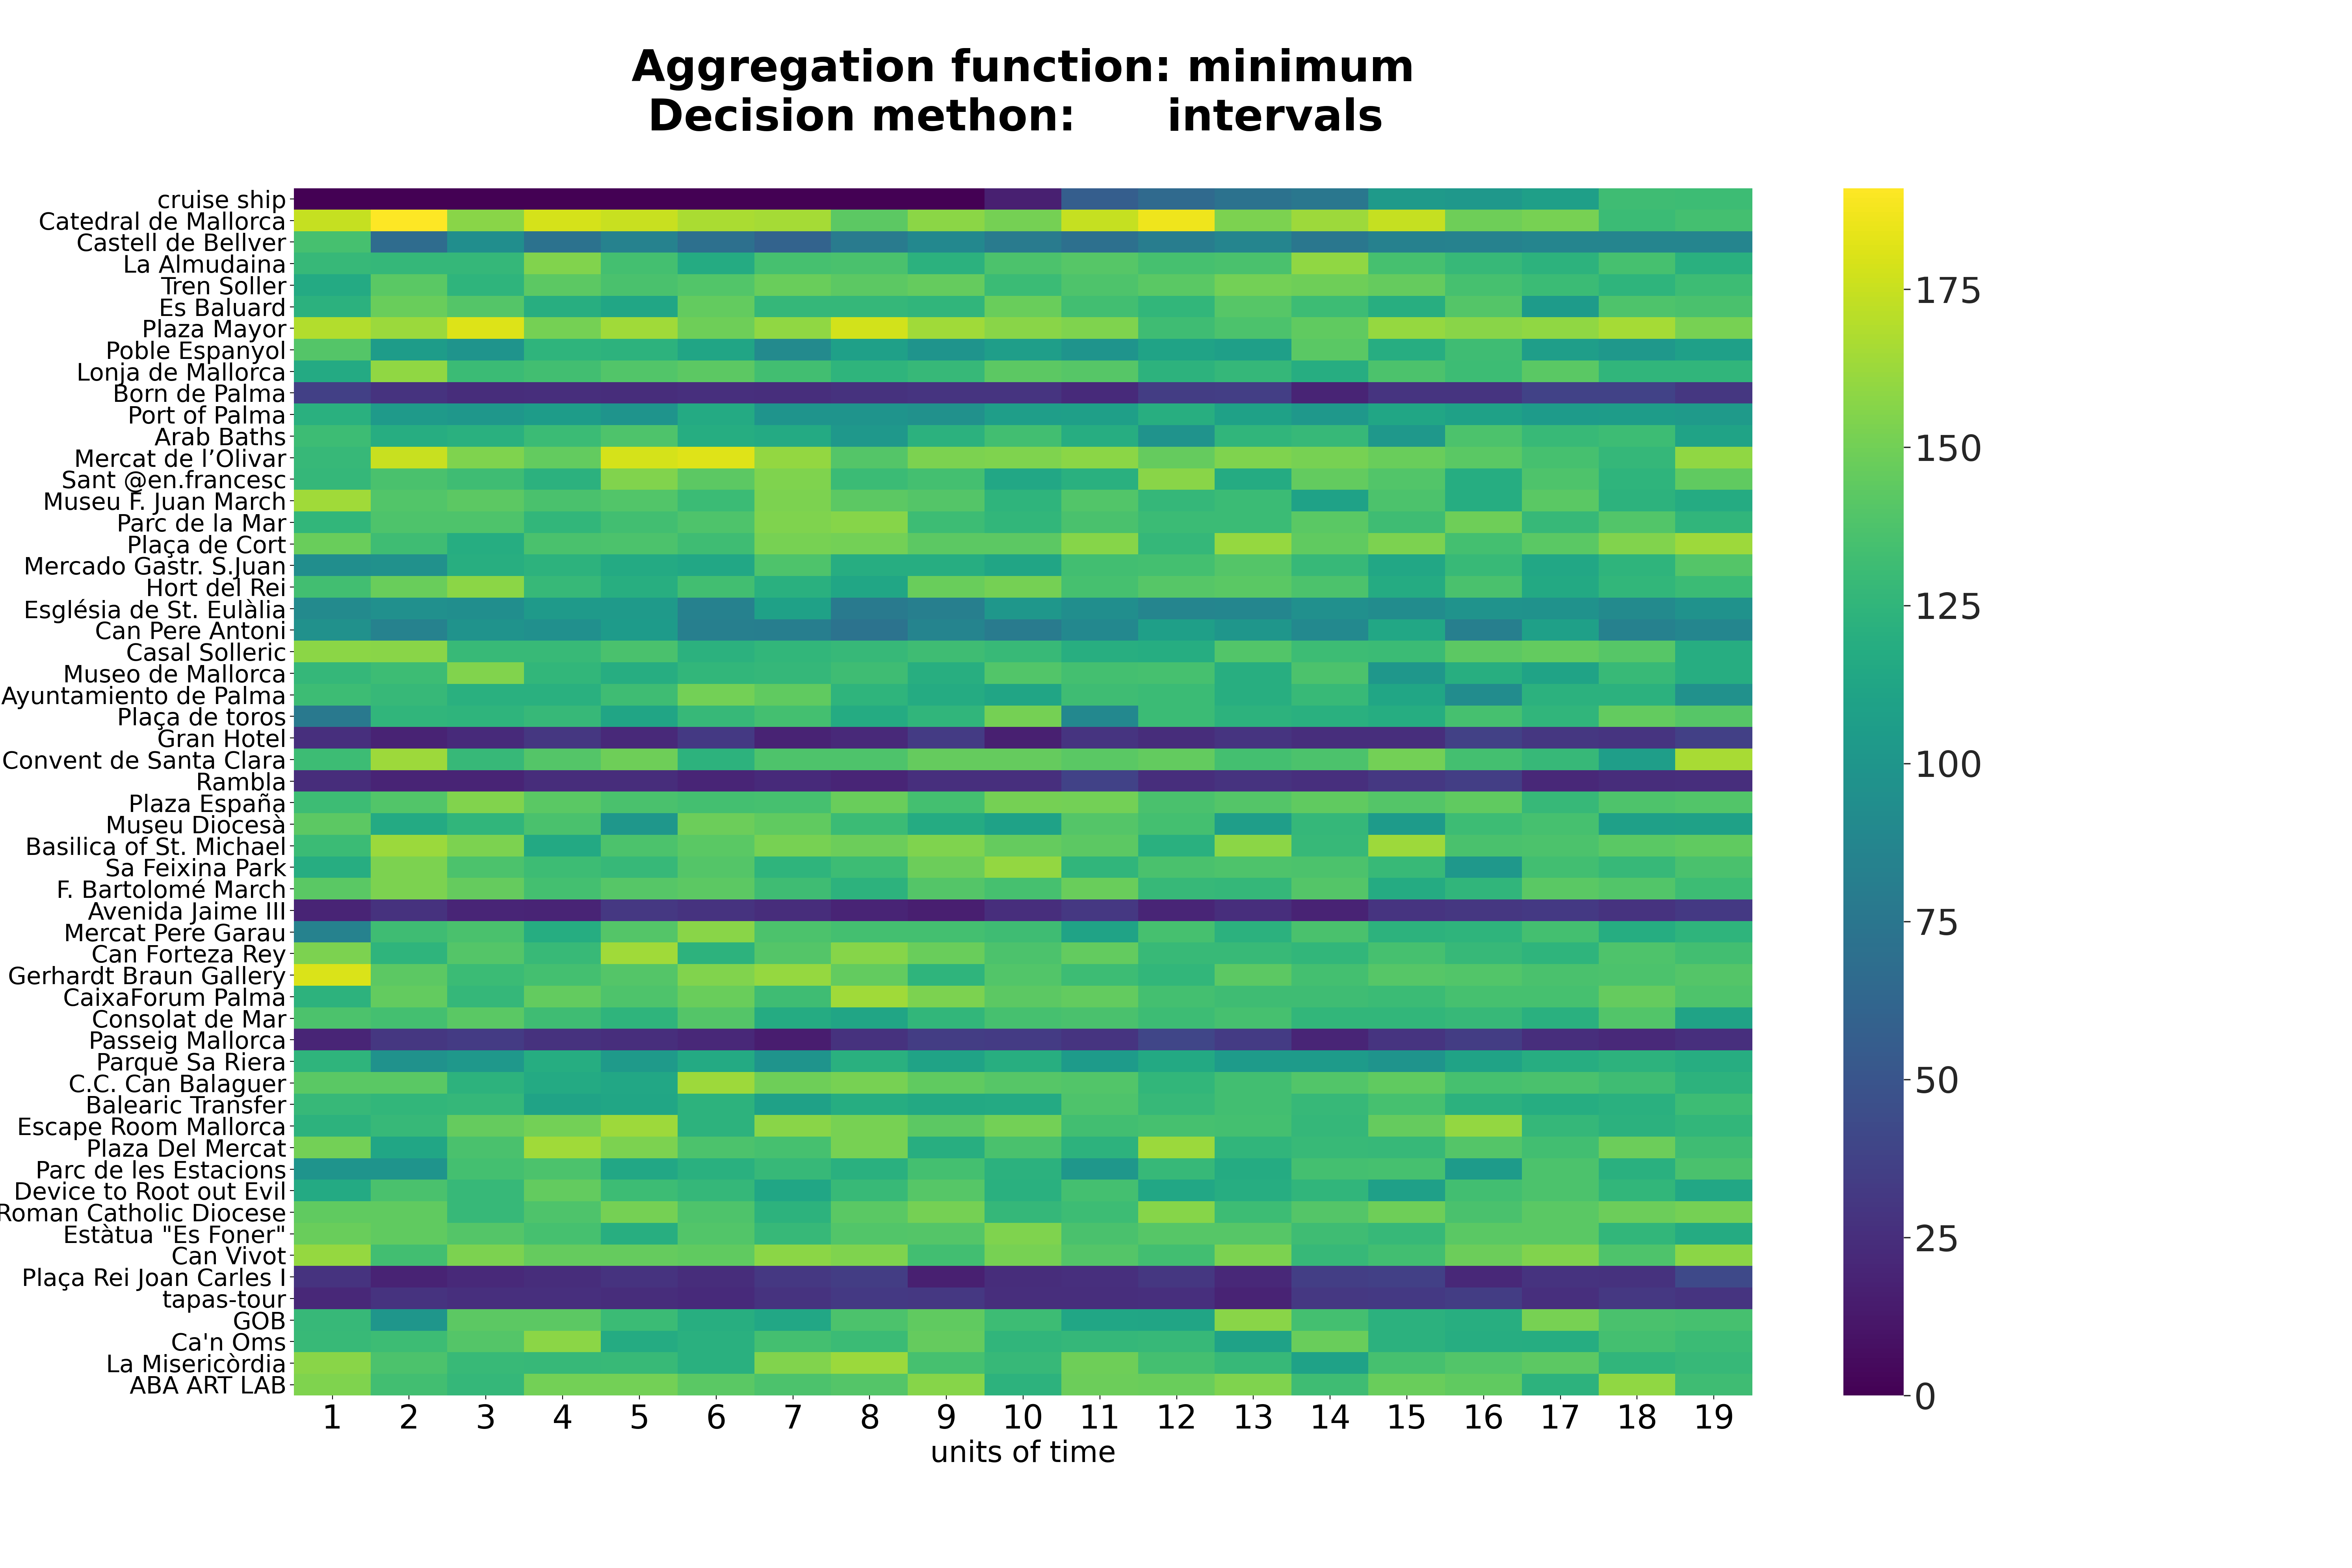 Aggregation function: minimum
Decision methon: intervals
cruise ship
Catedral de Mallorca
Castell de Bellver
La Almudaina
Tren Soller
Es Baluard
Plaza Mayor
Poble Espanyol
Lonja de Mallorca
Born de Palma
Port of Palma
Arab Baths
Mercat de l’Olivar
Sant @en.francesc
Museu F. Juan March
Parc de la Mar
Plaça de Cort
Mercado Gastr. S.Juan
Hort del Rei
Església de St. Eulàlia
Can Pere Antoni
Casal Solleric
Museo de Mallorca
Ayuntamiento de Palma
Plaça de toros
Gran Hotel
Convent de Santa Clara
Rambla
Plaza España
Museu Diocesà
Basilica of St. Michael
Sa Feixina Park
F. Bartolomé March
Avenida Jaime III
Mercat Pere Garau
Can Forteza Rey
Gerhardt Braun Gallery
CaixaForum Palma
Consolat de Mar
Passeig Mallorca
Parque Sa Riera
C.C. Can Balaguer
Balearic Transfer
Escape Room Mallorca
Plaza Del Mercat
Parc de les Estacions
Device to Root out Evil
Roman Catholic Diocese
Estàtua "Es Foner"
Can Vivot
Plaça Rei Joan Carles I
tapas-tour
GOB
Ca'n Oms
La Misericòrdia
ABA ART LAB
1 2 3 4 5 6 7 8 9 10 11 12 13 14 15 16 17 18 19
units of time
175
150
125
100
75
50
25
0